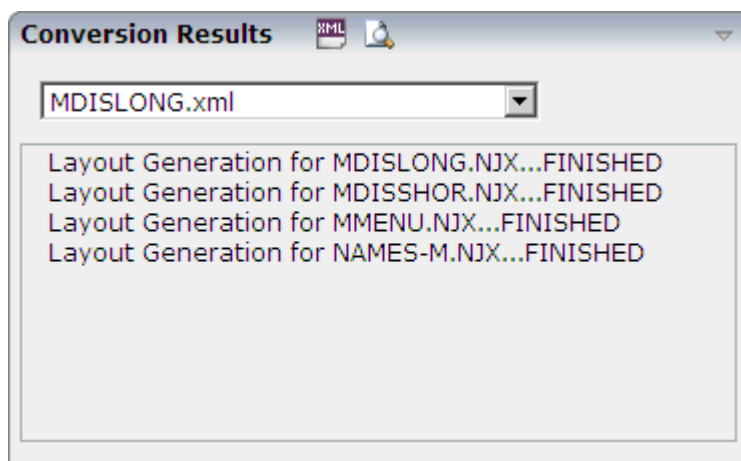 Conversion Results XML
MDISLONG.xml
Layout Generation for MDISLONG.NJX...FINISHED
Layout Generation for MDISSHOR.NJX...FINISHED
Layout Generation for MMENU.NJX...FINISHED
Layout Generation for NAMES-M.NJX...FINISHED